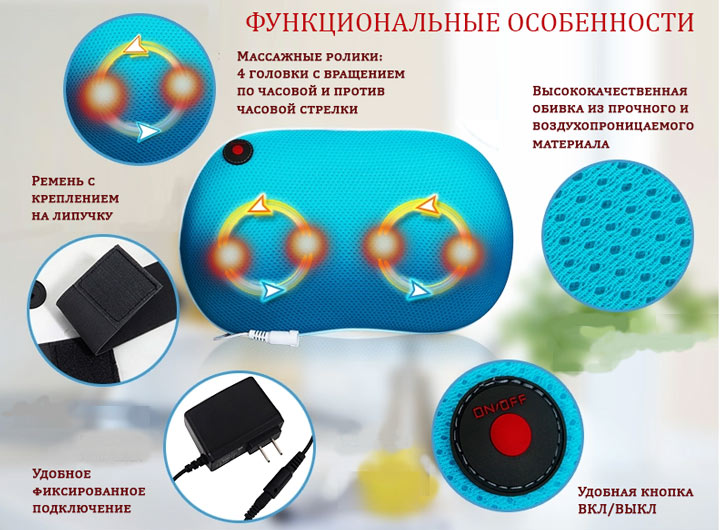 ФУНКЦИОНАЛЬНЫЕ ОСОБЕННОСТИ
Массажные ролики:
4 головки с вращением
по часовой и против
часовой стрелки
Высококачественная
обивка из прочного и
воздухопроницаемого
материала
Ремень с
креплением
на липучку
ON/OFF
Удобное
фиксированное
подключение
Удобная кнопка
ВКЛ/ВЫКЛ